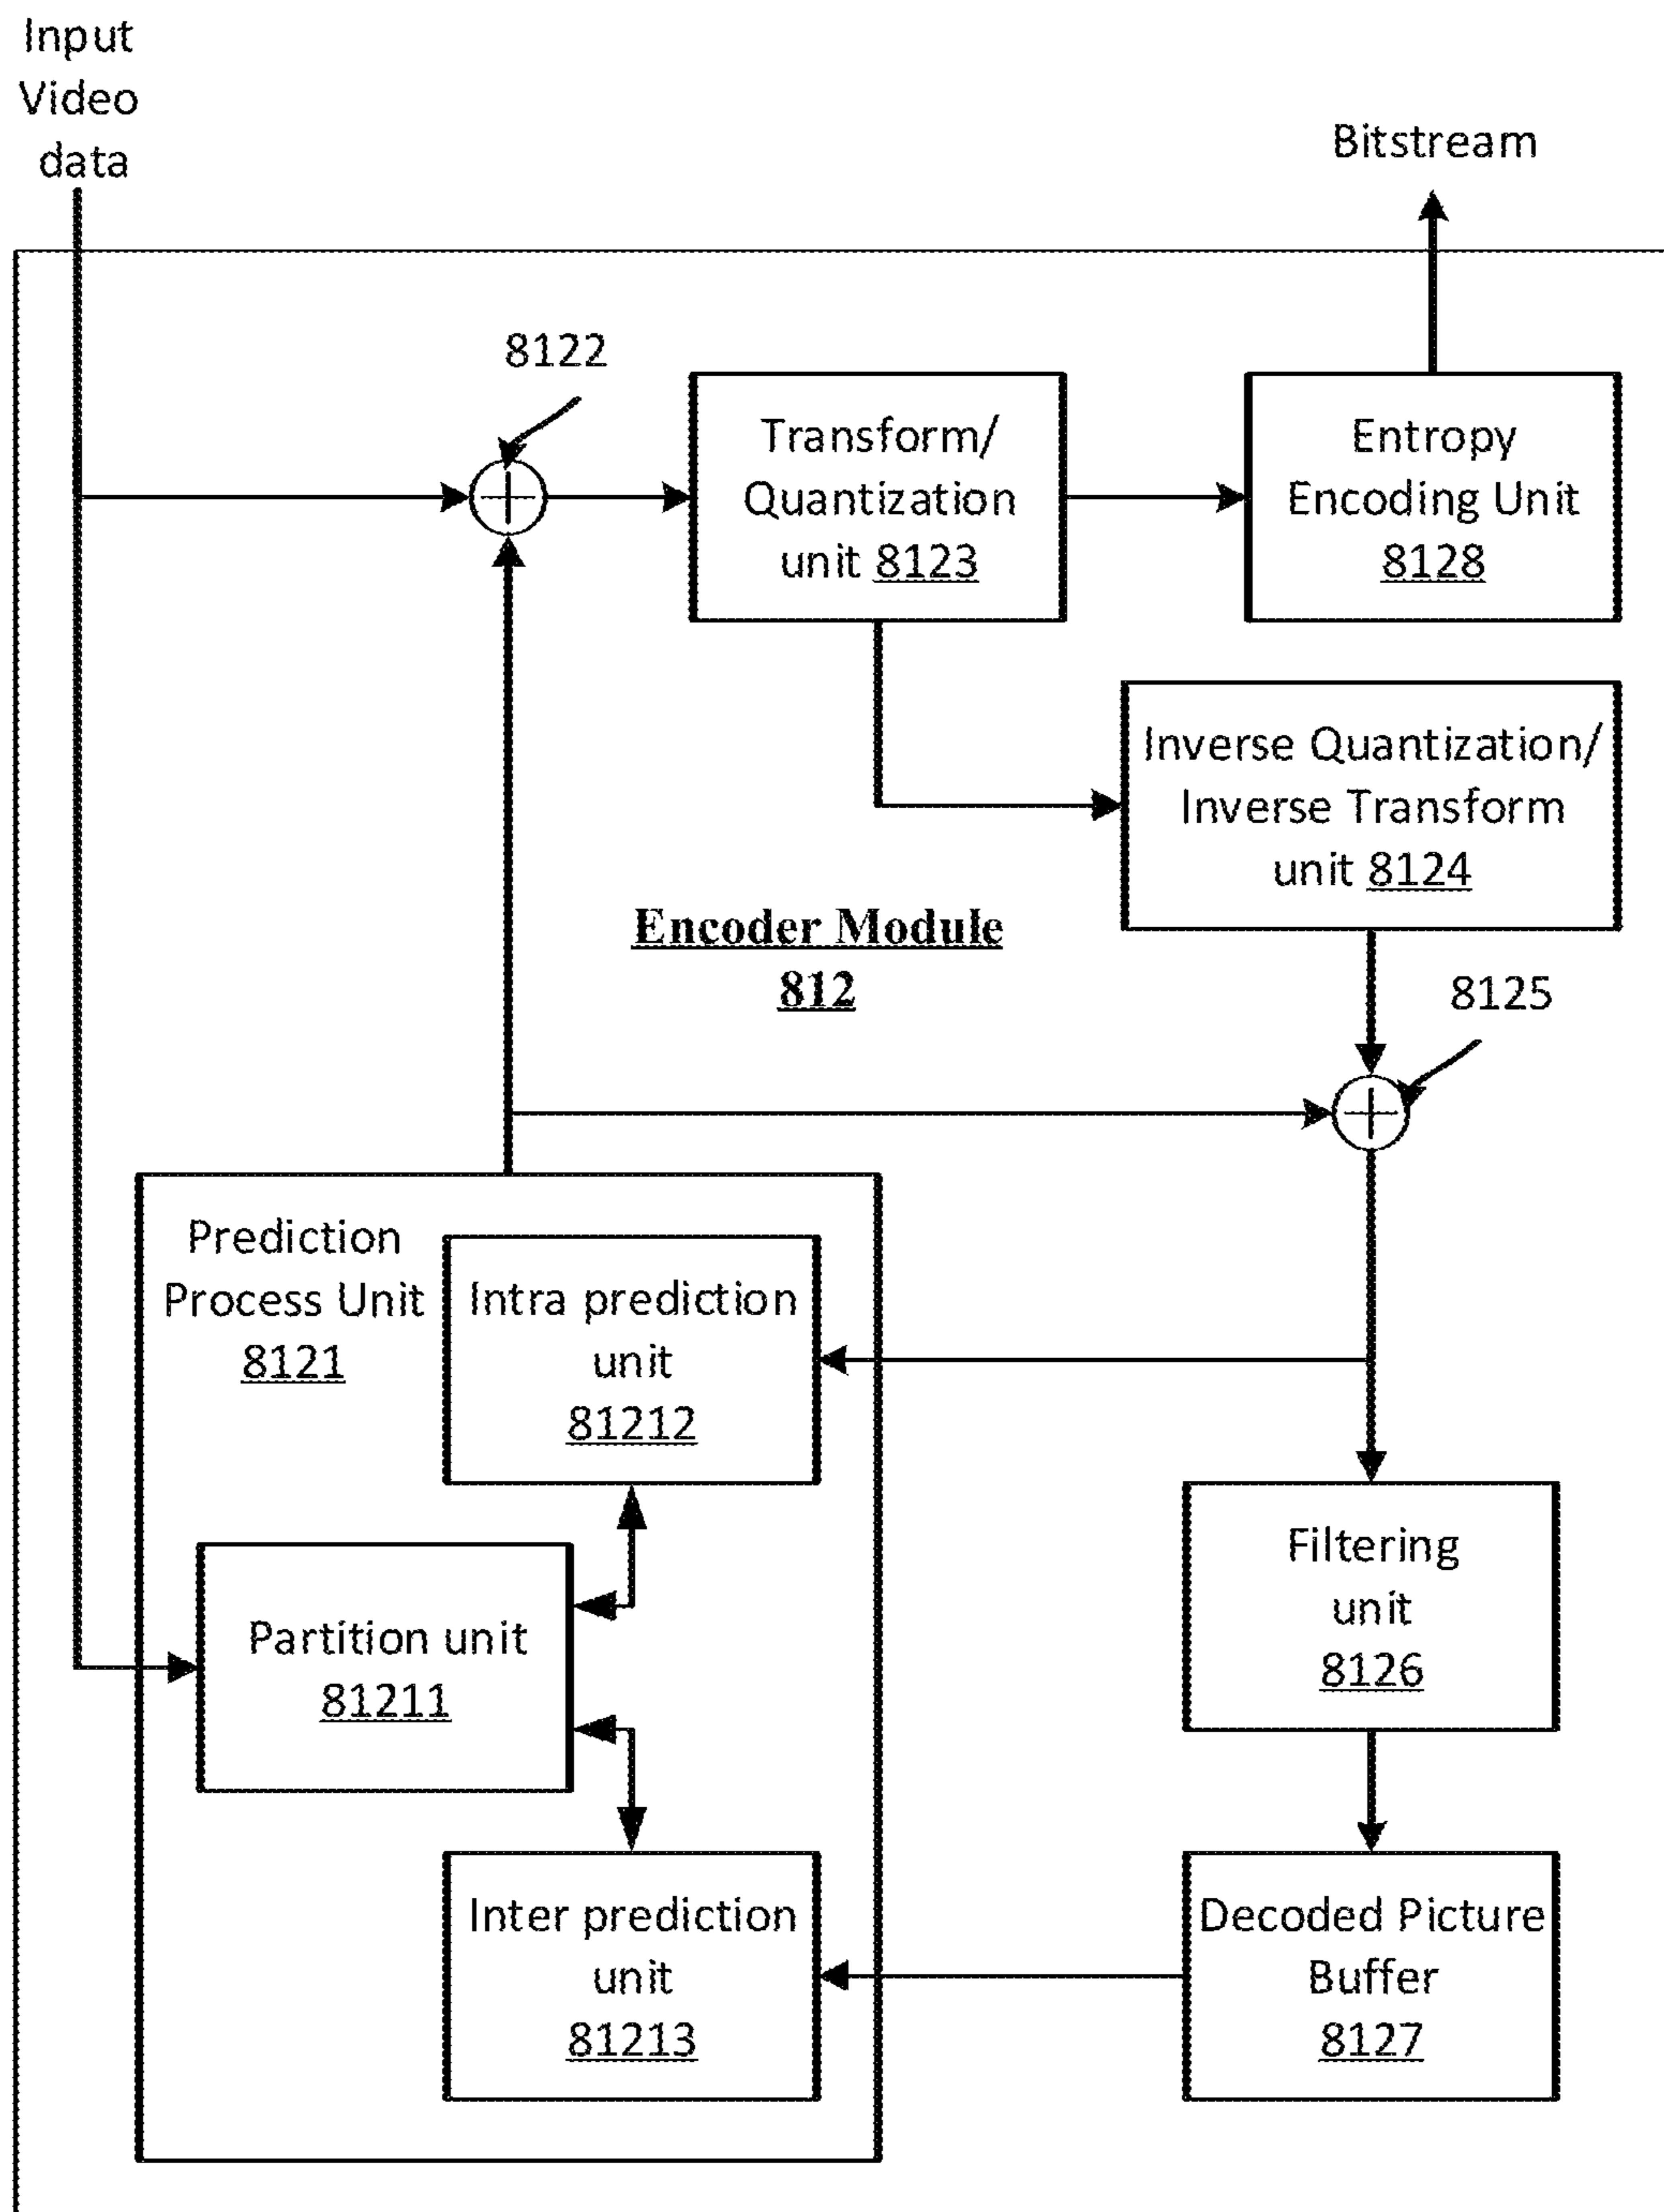 Input
Video
data
Bitstream
8122
Transform/
Quantization
unit 8123
Entropy
Encoding Unit
8128
Inverse Quantization/
Inverse Transform
unit 8124
Encoder Module
812
8125
Prediction
Process Unit
8121
Intra prediction
unit
81212
Filtering
unit
8126
Partition unit
81211
Inter prediction
unit
81213
Decoded Picture
Buffer
8127